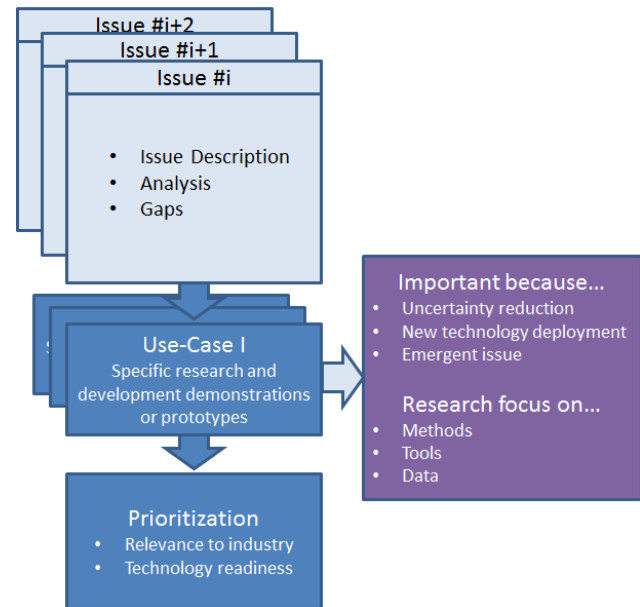 Issue #i+2
Issue #i+1
Issue #i
• Issue Description
• Analysis
• Gaps
Use-Case I
Specific research and
development demonstrations
or prototypes
Important because...
• Uncertainty reduction
• New technology deployment
• Emergent issue
Research focus on...
• Methods
• Tools
• Data
Prioritization
• Relevance to industry
• Technology readiness